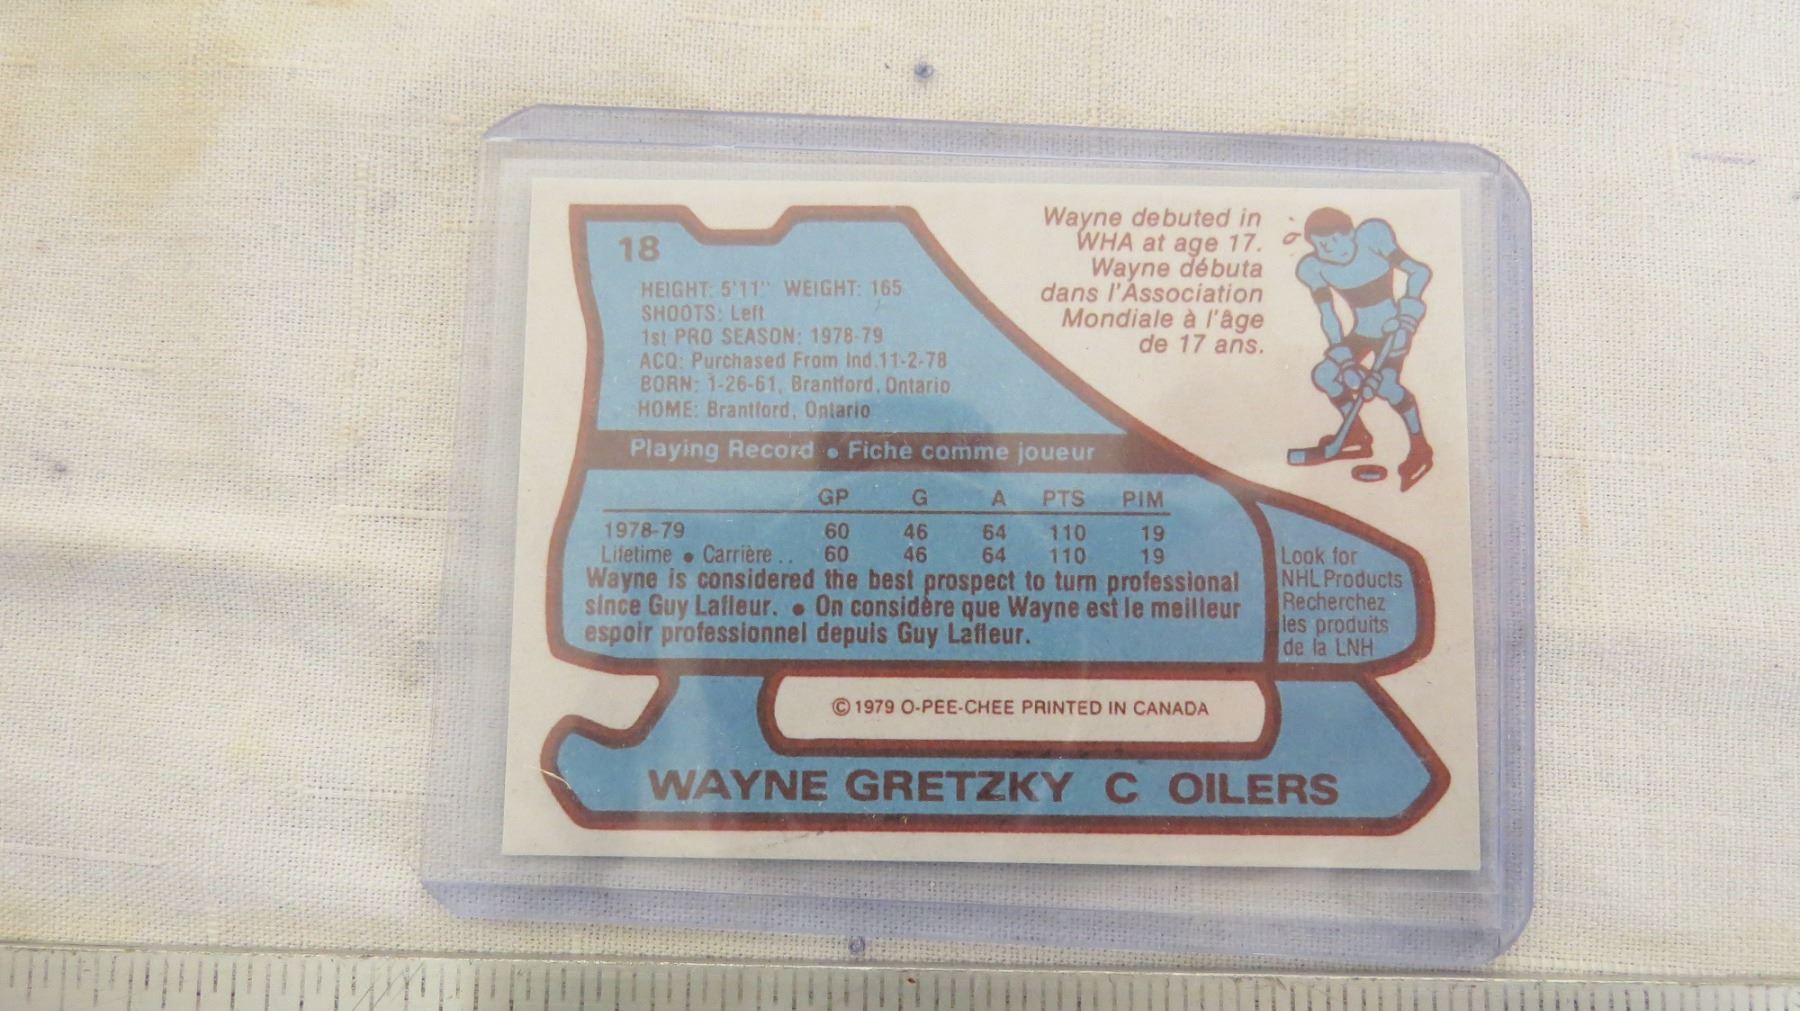 18
HEIGHT: 5'11" WEIGHT: 165
SHOOTS: Left
1st PRO SEASON: 1978-79
ACQ: Purchased From Ind.11-2-78
BORN: 1-26-61, Brantford, Ontario
HOME: Brantford, Ontario
Wayne debuted in
WHA at age 17.
Wayne débuta
dans l'Association
Mondiale à l'âge
de 17 ans.
Playing Record • Fiche comme joueur
GP G A PTS PIM
1978-79 60 46 64 110 19
Lifetime • Carrière .. 60 46 64 110 19
Wayne is considered the best prospect to turn professional
since Guy Lafleur. • On considère que Wayne est le meilleur
espoir professionnel depuis Guy Lafleur.
Look for
NHL Products
Recherchez
les produits
de la LNH
© 1979 O-PEE-CHEE PRINTED IN CANADA
WAYNE GRETZKY C OILERS